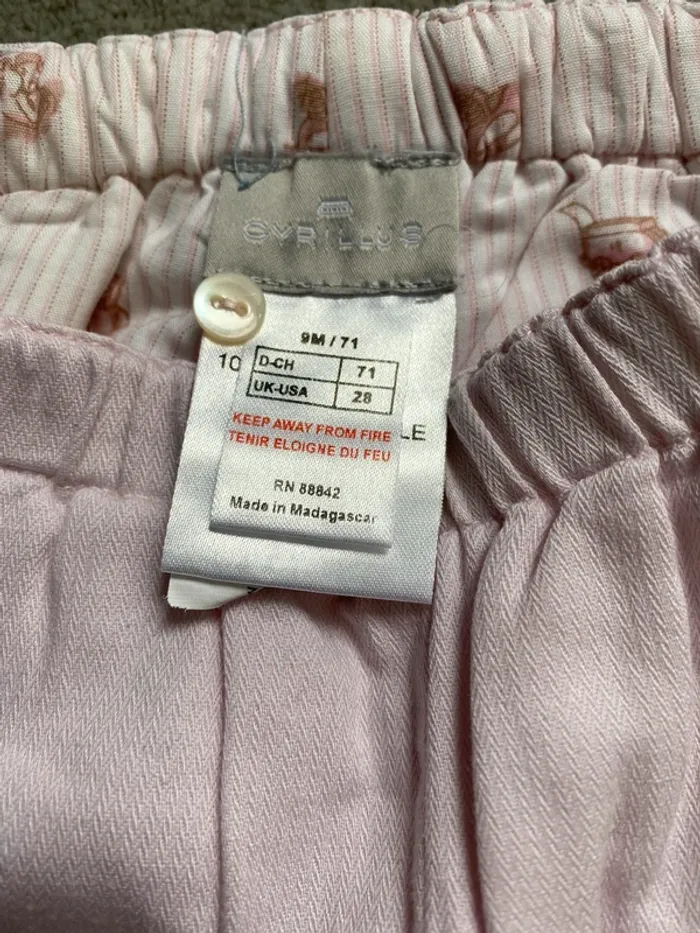 CYRILLUS
9M / 71
10
D-CH 71
UK-USA 28
KEEP AWAY FROM FIRE
LE
TENIR ELOIGNE DU FEU
RN 88842
Made in Madagascar